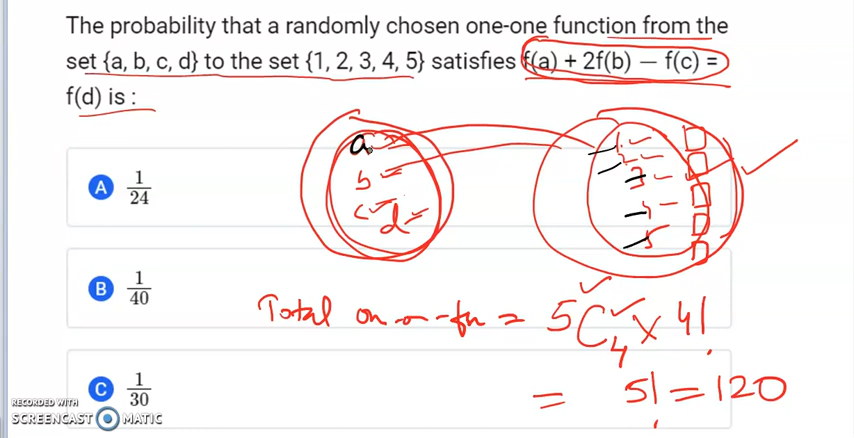 The probability that a randomly chosen one-one function from the
set {a, b, c, d} to the set {1, 2, 3, 4, 5} satisfies f(a) + 2f(b) — f(c) =
f(d) is :
a
b
c d
1
2
3
4
5
A 1/24
B 1/40
C 1/30
Total on-on-fn = 5C4 x 4!
= 5! = 120
RECORDED WITH
SCREENCAST MATIC